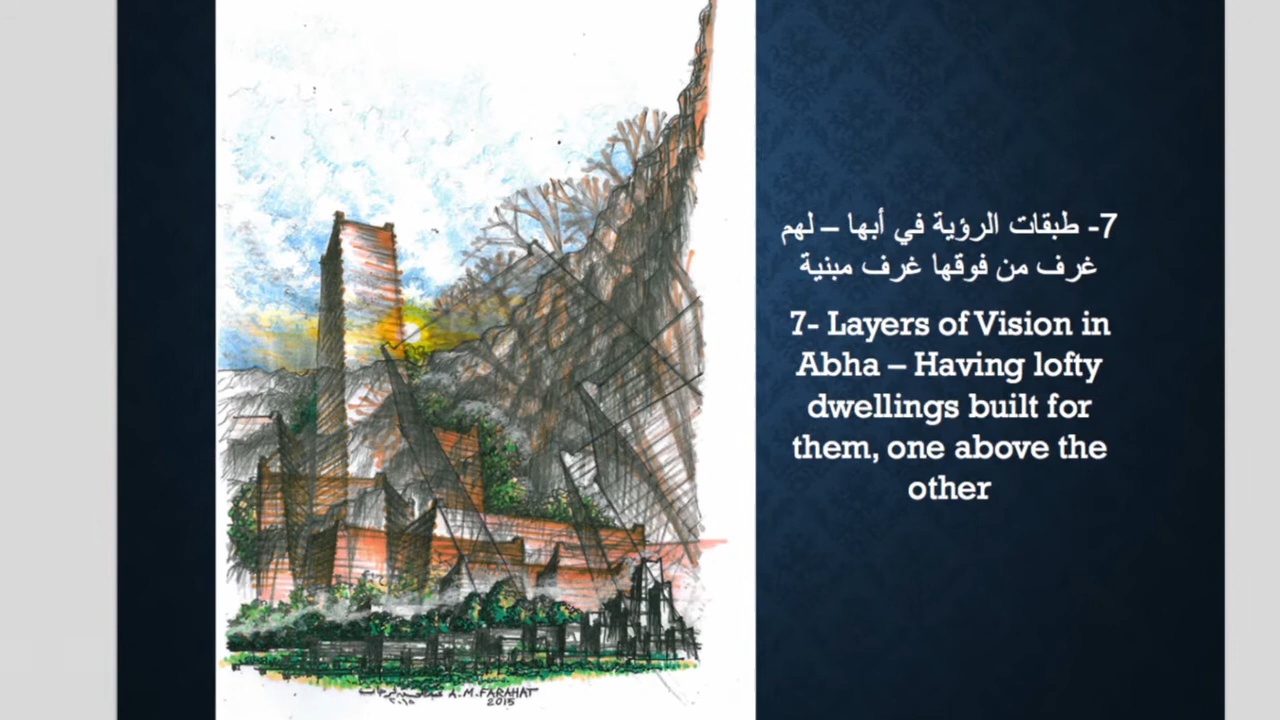 7- طبقات الرؤية في أبها – لهم
غرف من فوقها غرف مبنية
7- Layers of Vision in
Abha – Having lofty
dwellings built for
them, one above the
other
A.M.FARAHAT
٢٠١٥ 2015